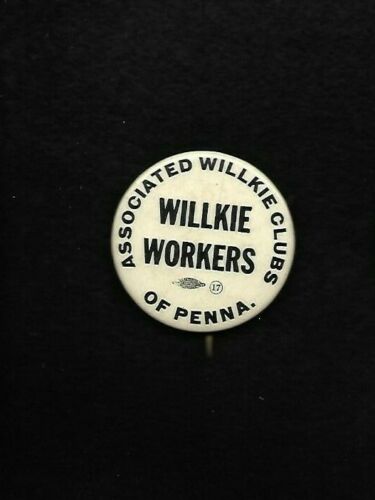 ASSOCIATED WILLKIE CLUBS
WILLKIE
WORKERS
17
OF PENNA.